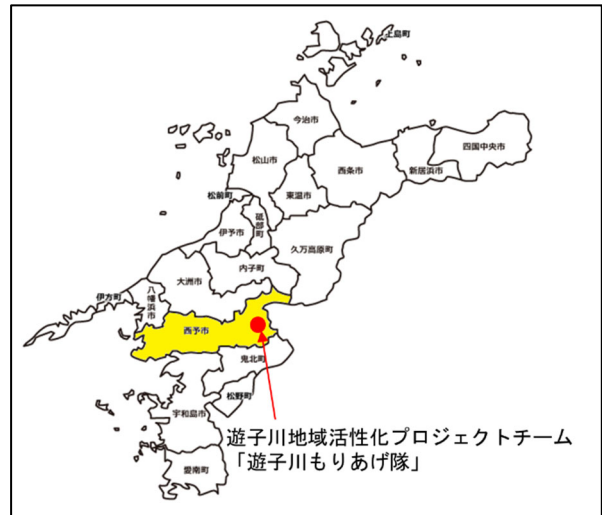 上島町
今治市
松山市
西条市
新居浜市
四国中央市
東温市
松前町
伊予市
砥部町
久万高原町
内子町
大洲市
伊方町
八幡浜市
西予市
鬼北町
松野町
宇和島市
愛南町
遊子川地域活性化プロジェクトチーム
「遊子川もりあげ隊」